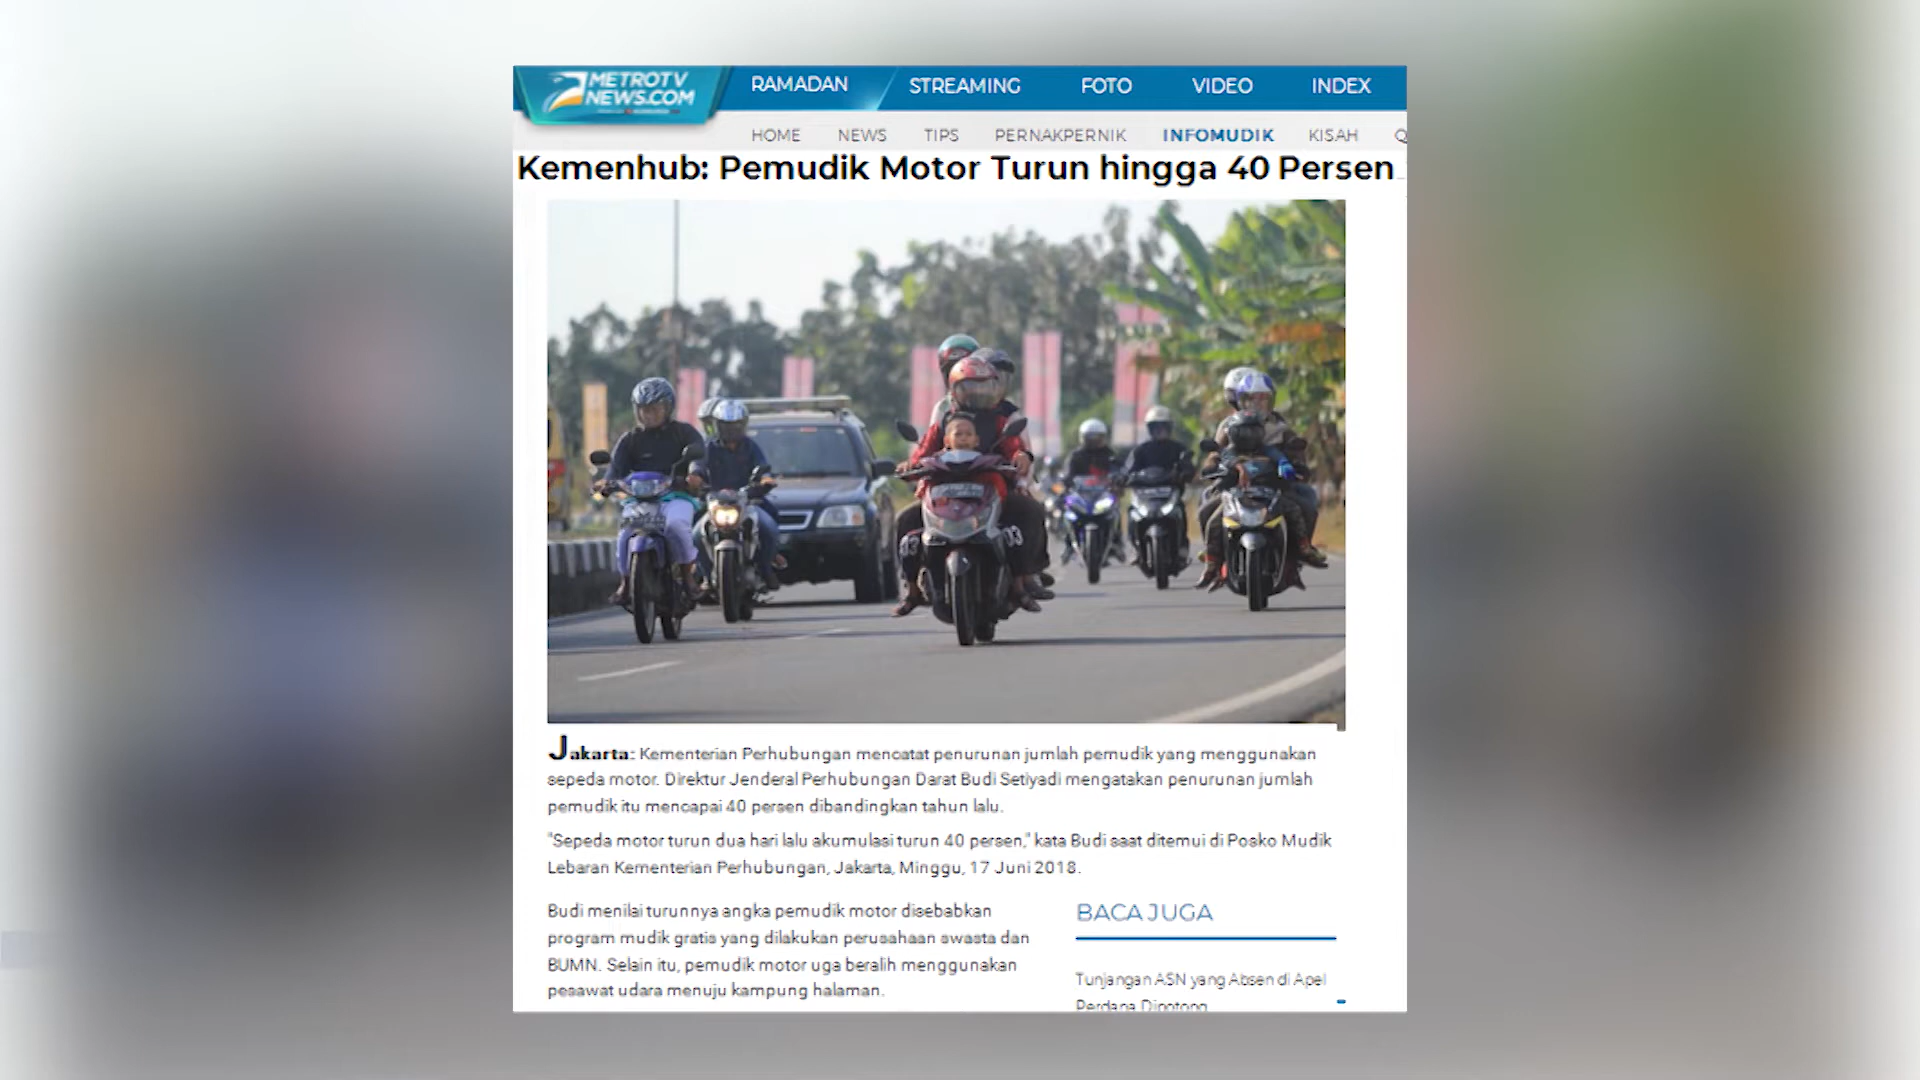 METROTV
NEWS.COM
RAMADAN STREAMING FOTO VIDEO INDEX
HOME NEWS TIPS PERNAKPERNIK INFOMUDIK KISAH Q
Kemenhub: Pemudik Motor Turun hingga 40 Persen
Jakarta: Kementerian Perhubungan mencatat penurunan jumlah pemudik yang menggunakan
sepeda motor. Direktur Jenderal Perhubungan Darat Budi Setiyadi mengatakan penurunan jumlah
pemudik itu mencapai 40 persen dibandingkan tahun lalu.
"Sepeda motor turun dua hari lalu akumulasi turun 40 persen," kata Budi saat ditemui di Posko Mudik
Lebaran Kementerian Perhubungan, Jakarta, Minggu, 17 Juni 2018.
Budi menilai turunnya angka pemudik motor disebabkan
program mudik gratis yang dilakukan perusahaan swasta dan
BUMN. Selain itu, pemudik motor uga beralih menggunakan
pesawat udara menuju kampung halaman.
BACA JUGA
Tunjangan ASN yang Absen di Apel
Perdana Dipotong